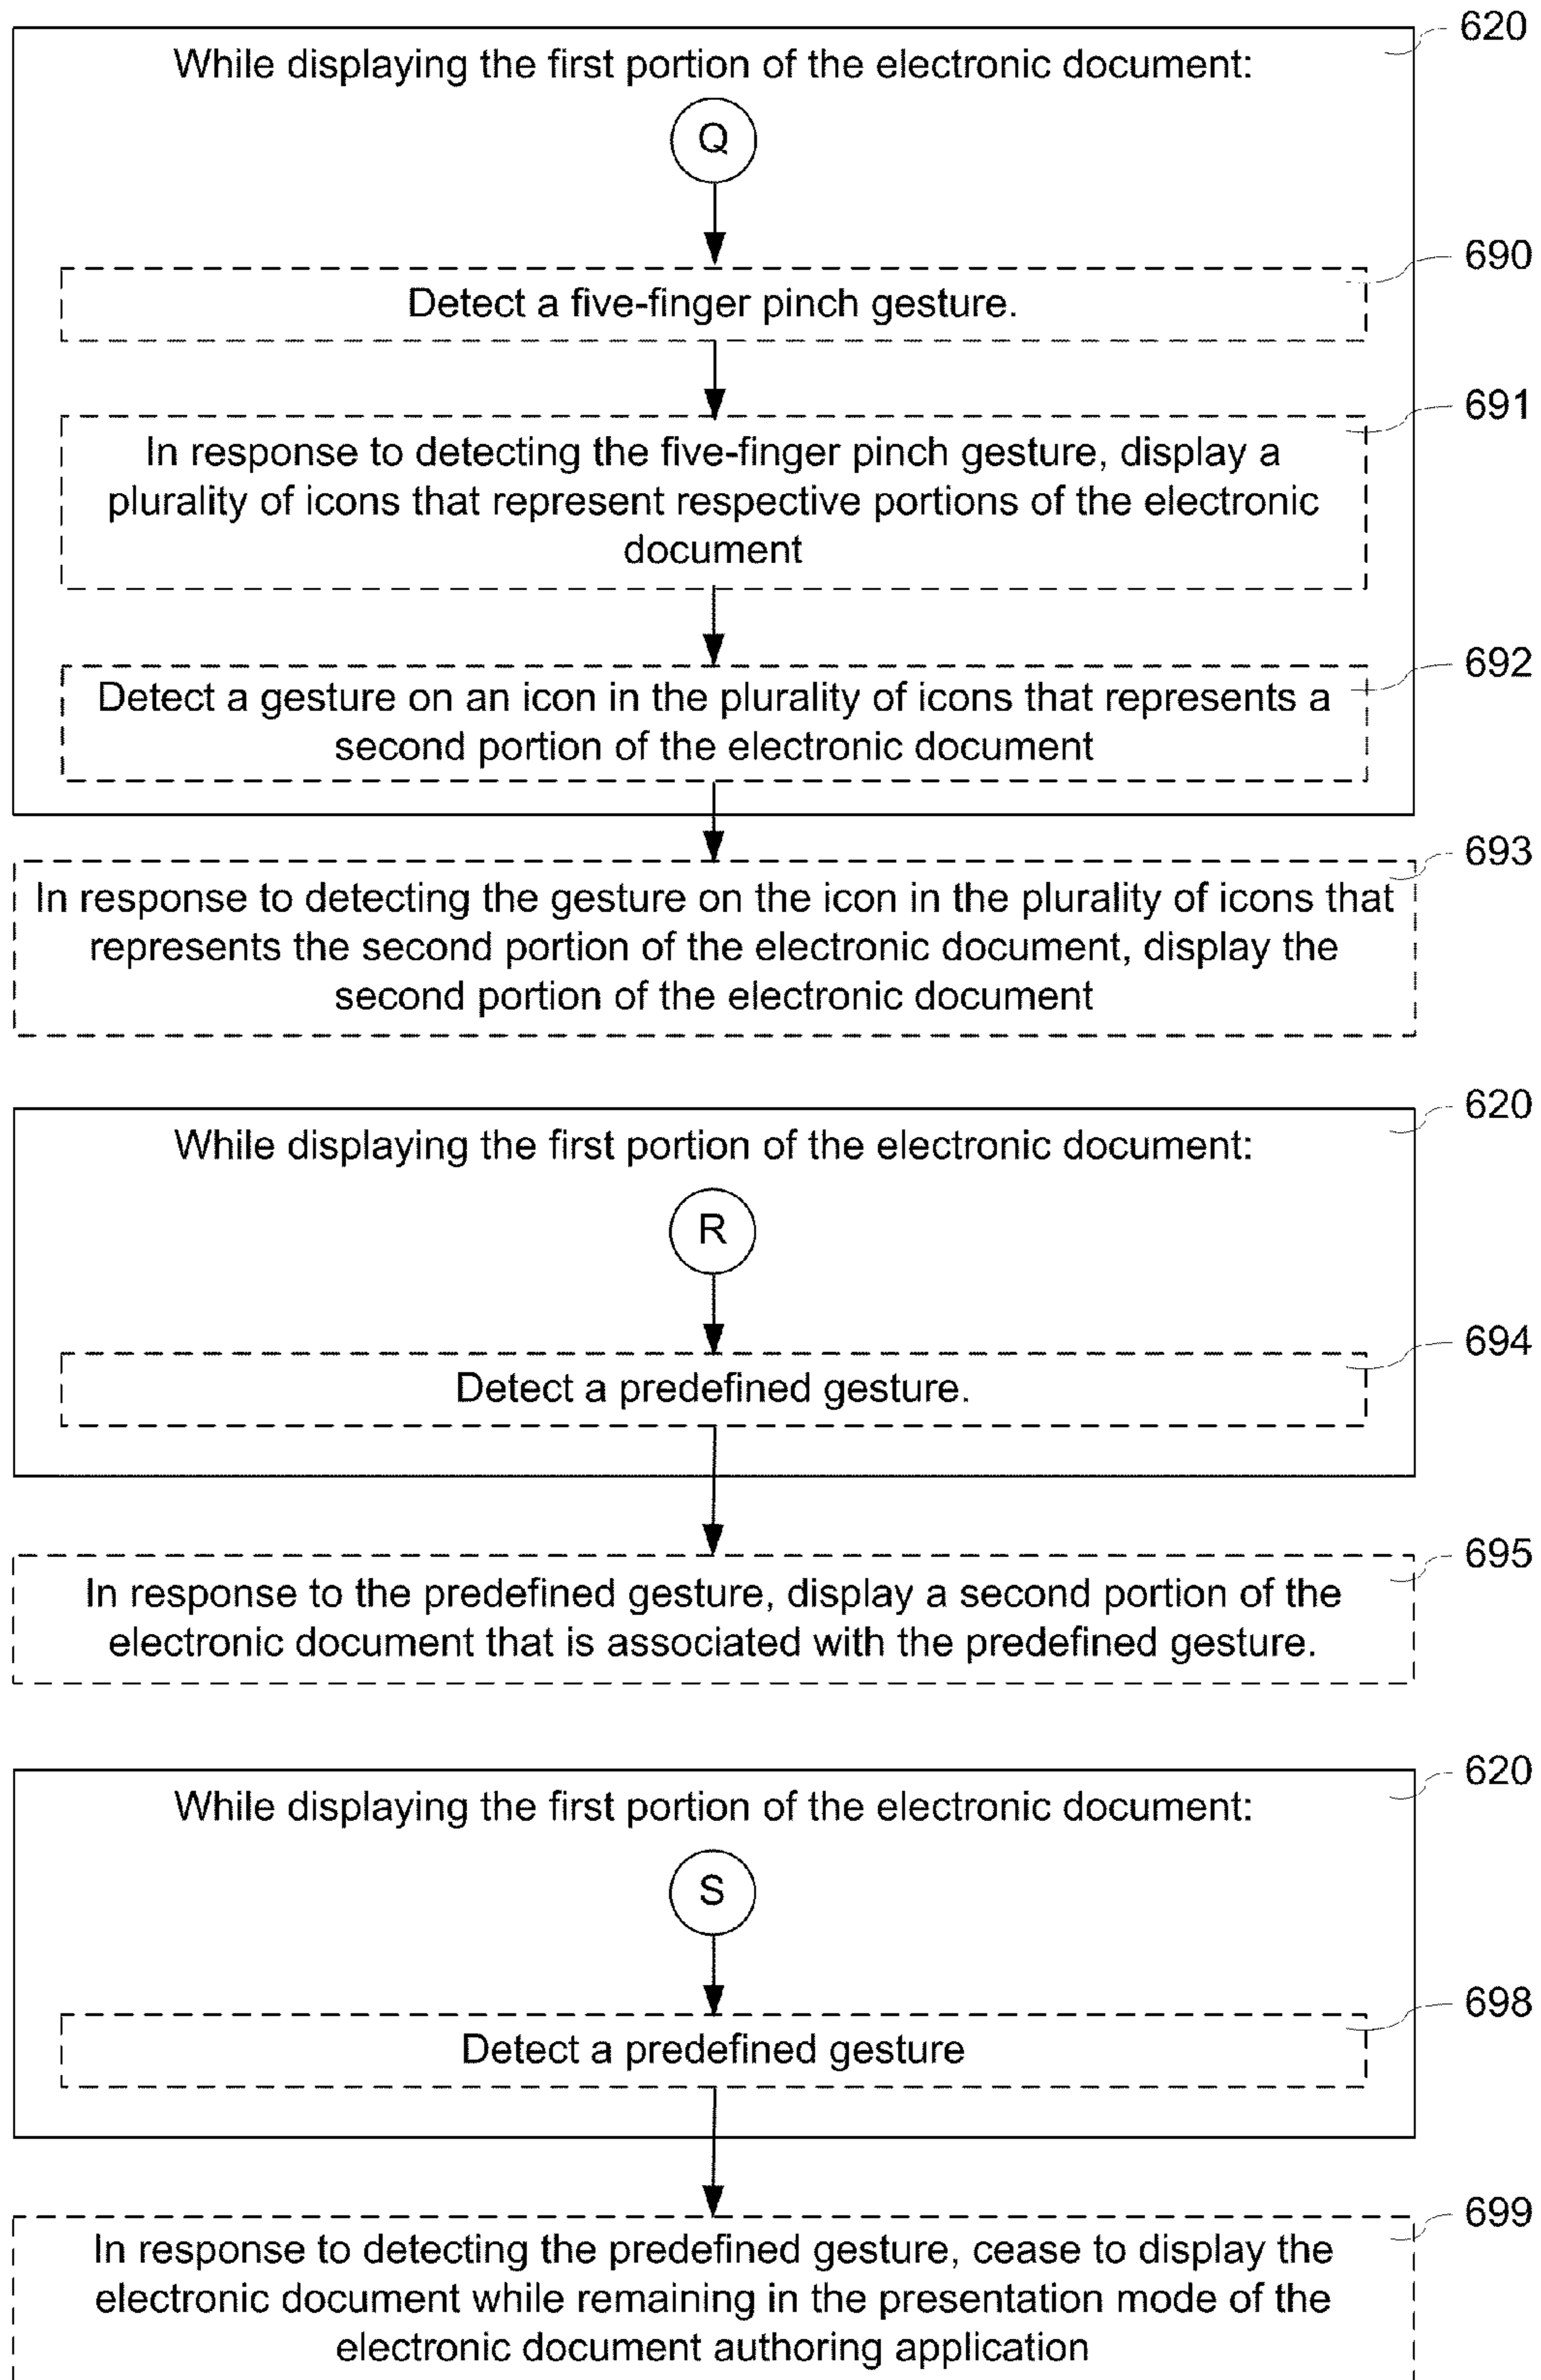 620
While displaying the first portion of the electronic document:
Q
690
Detect a five-finger pinch gesture.
691
In response to detecting the five-finger pinch gesture, display a
plurality of icons that represent respective portions of the electronic
document
692
Detect a gesture on an icon in the plurality of icons that represents a
second portion of the electronic document
693
In response to detecting the gesture on the icon in the plurality of icons that
represents the second portion of the electronic document, display the
second portion of the electronic document
620
While displaying the first portion of the electronic document:
R
694
Detect a predefined gesture.
695
In response to the predefined gesture, display a second portion of the
electronic document that is associated with the predefined gesture.
620
While displaying the first portion of the electronic document:
S
698
Detect a predefined gesture
699
In response to detecting the predefined gesture, cease to display the
electronic document while remaining in the presentation mode of the
electronic document authoring application